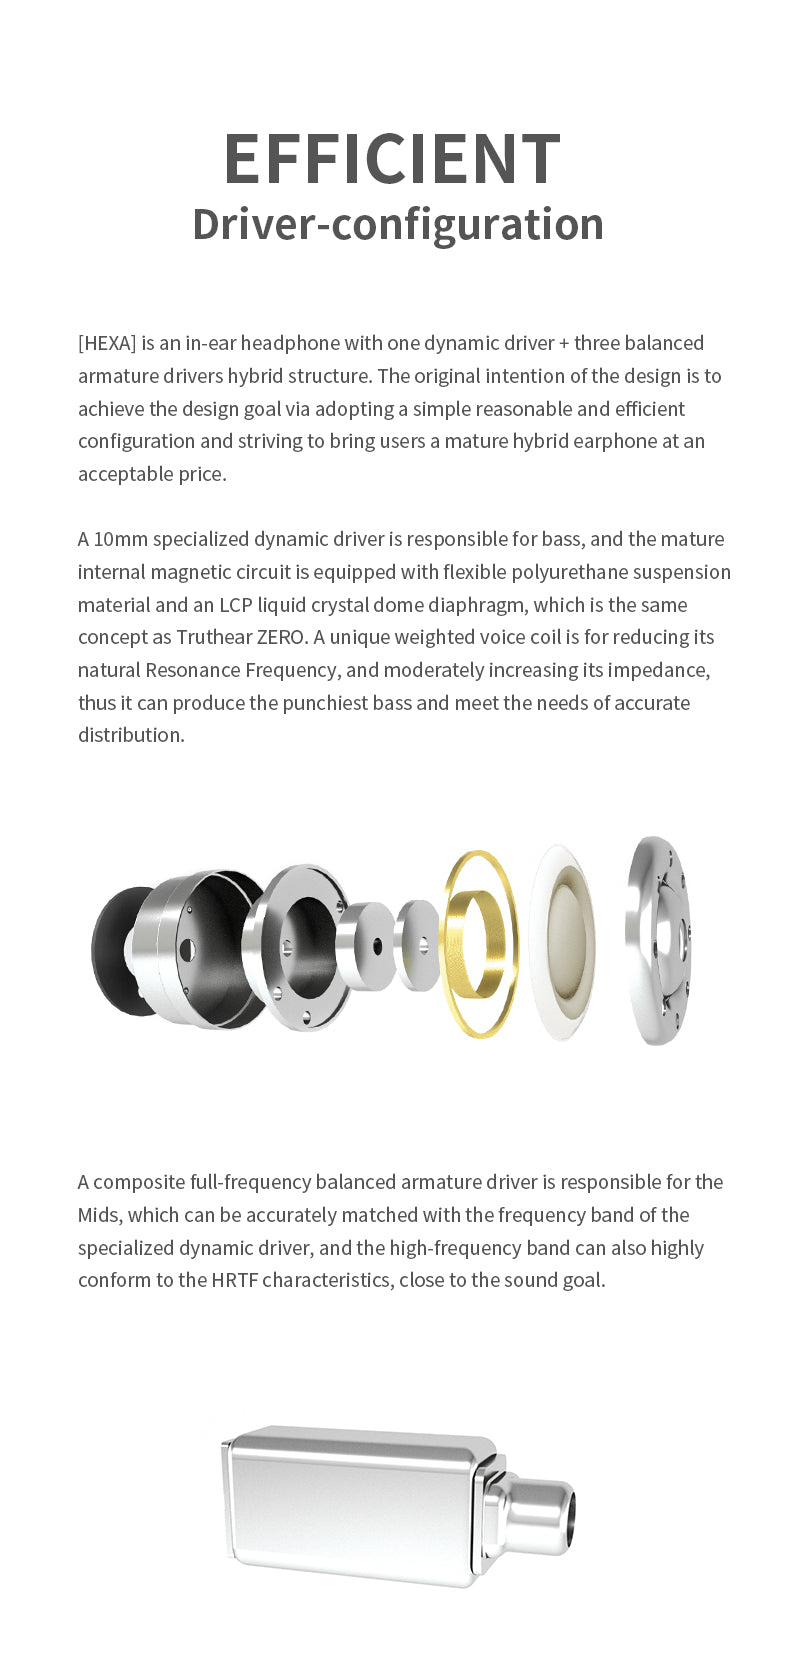 EFFICIENT
Driver-configuration
[HEXA] is an in-ear headphone with one dynamic driver + three balanced
armature drivers hybrid structure. The original intention of the design is to
achieve the design goal via adopting a simple reasonable and efficient
configuration and striving to bring users a mature hybrid earphone at an
acceptable price.
A 10mm specialized dynamic driver is responsible for bass, and the mature
internal magnetic circuit is equipped with flexible polyurethane suspension
material and an LCP liquid crystal dome diaphragm, which is the same
concept as Truthear ZERO. A unique weighted voice coil is for reducing its
natural Resonance Frequency, and moderately increasing its impedance,
thus it can produce the punchiest bass and meet the needs of accurate
distribution.
A composite full-frequency balanced armature driver is responsible for the
Mids, which can be accurately matched with the frequency band of the
specialized dynamic driver, and the high-frequency band can also highly
conform to the HRTF characteristics, close to the sound goal.